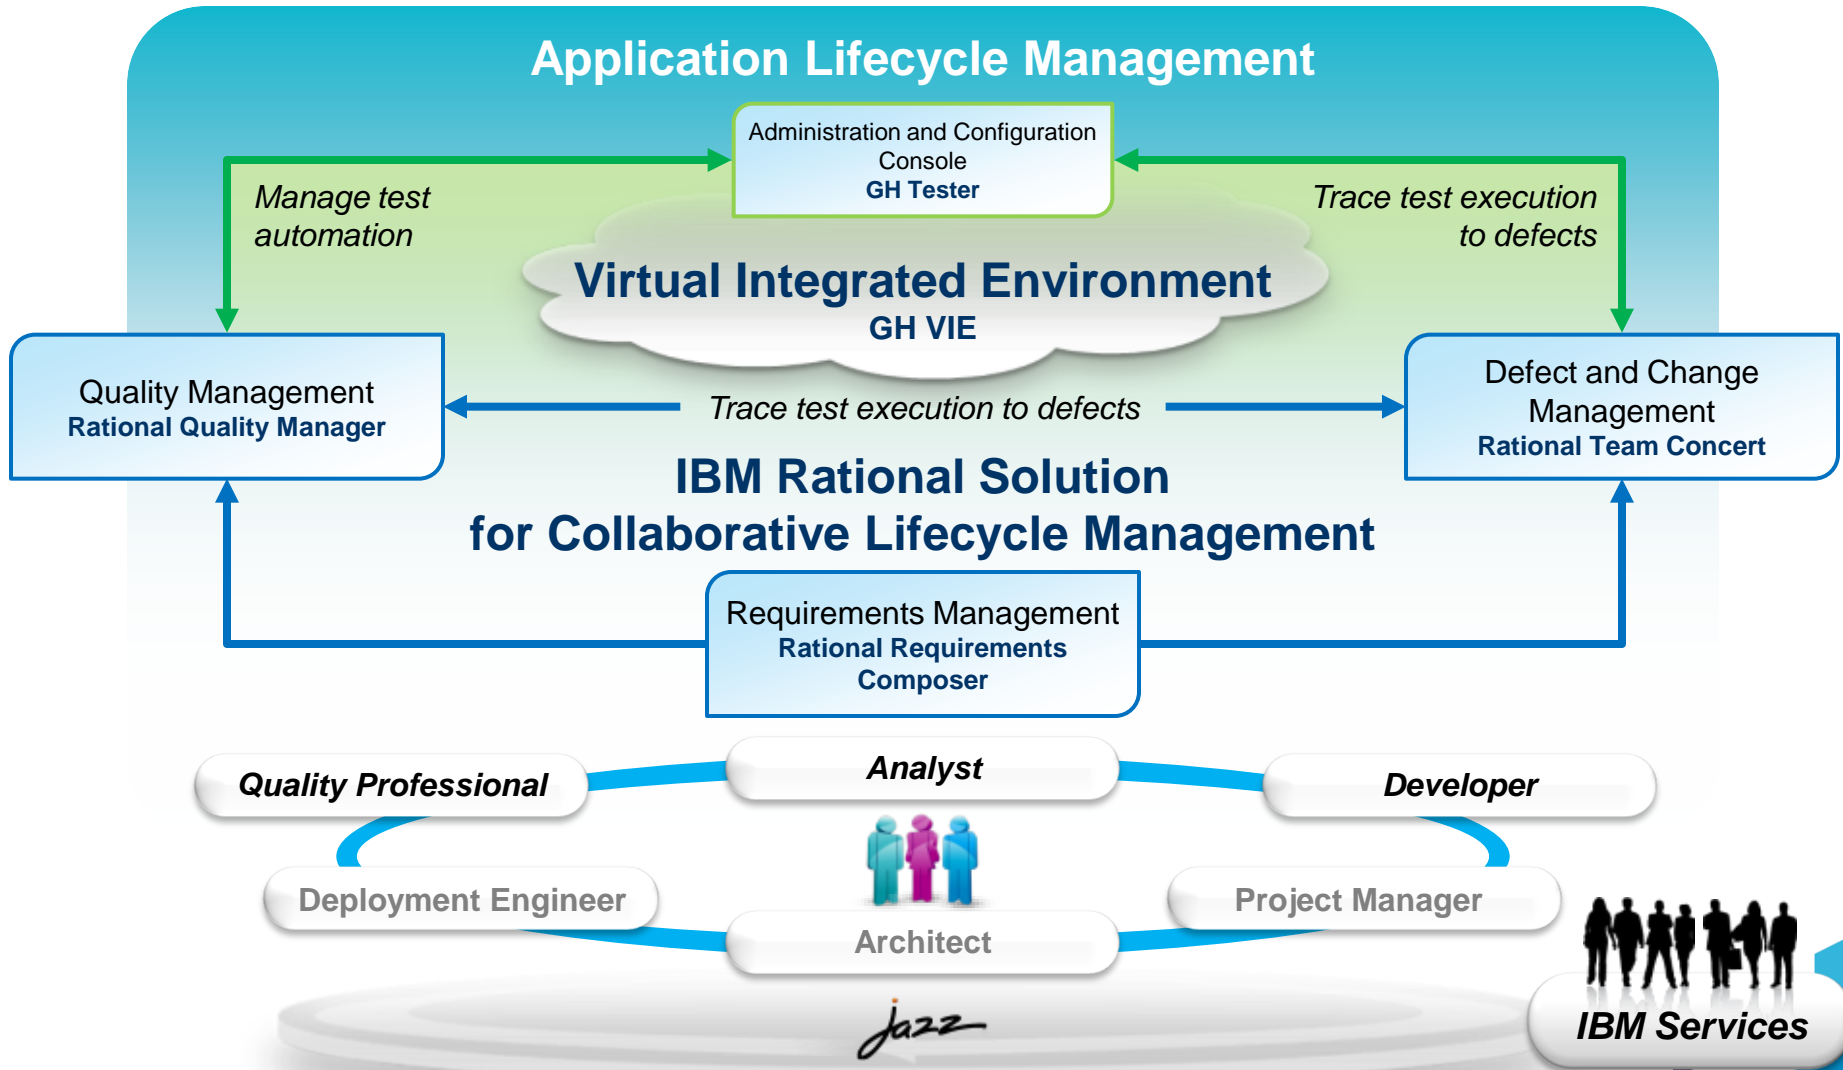 Application Lifecycle Management
Administration and Configuration
Console
GH Tester
Manage test
automation
Trace test execution
to defects
Virtual Integrated Environment
GH VIE
Quality Management
Rational Quality Manager
Trace test execution to defects
Defect and Change
Management
Rational Team Concert
IBM Rational Solution
for Collaborative Lifecycle Management
Requirements Management
Rational Requirements
Composer
Quality Professional
Analyst
Developer
Deployment Engineer
Architect
Project Manager
jazz
IBM Services